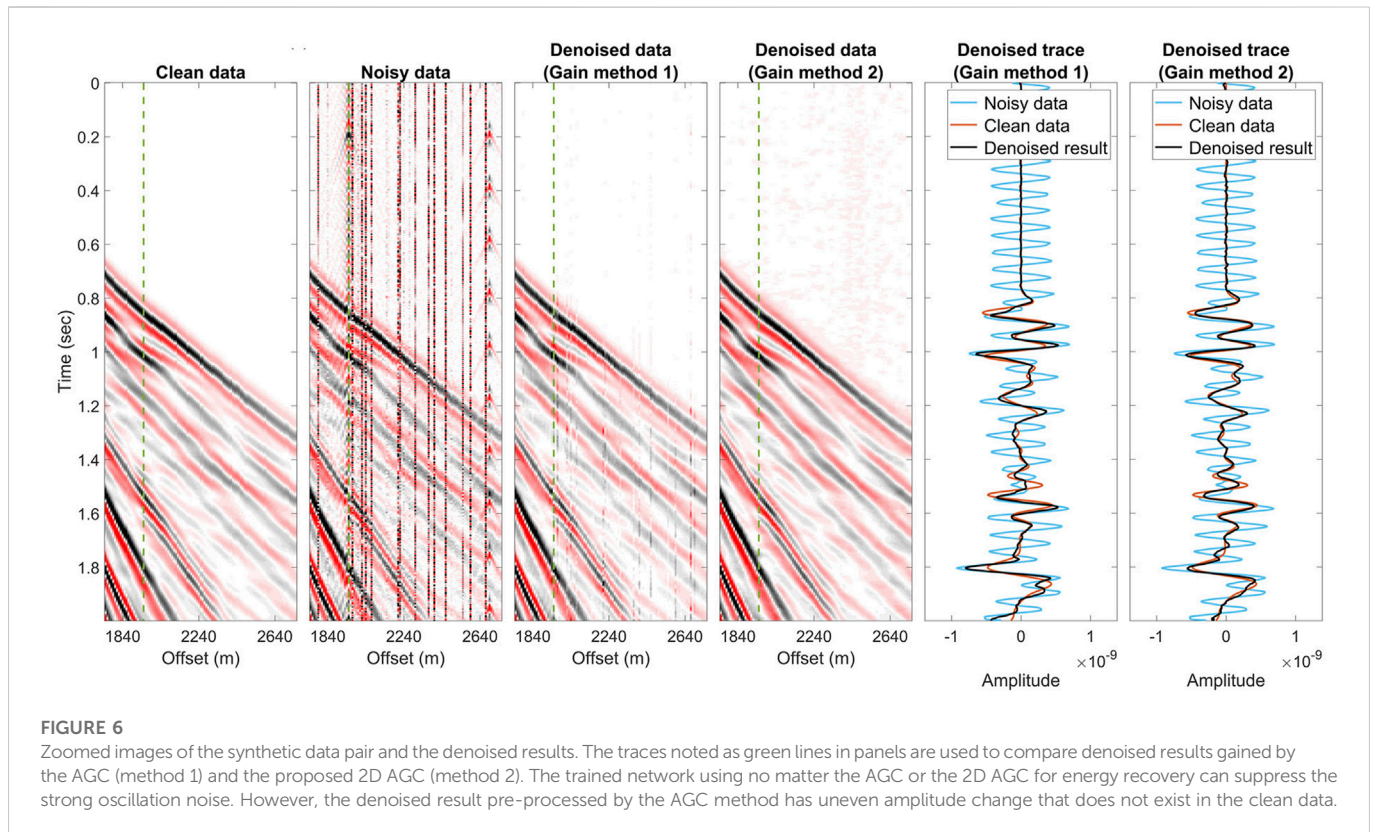 Clean data
Noisy data
Denoised data
(Gain method 1)
Denoised data
(Gain method 2)
Denoised trace
(Gain method 1)
Denoised trace
(Gain method 2)
Time (sec)
0
0.2
0.4
0.6
0.8
1
1.2
1.4
1.6
1.8
1840 2240 2640
Offset (m)
1840 2240 2640
Offset (m)
1840 2240 2640
Offset (m)
1840 2240 2640
Offset (m)
Noisy data
Clean data
Denoised result
-1 0 1
×10-9
Amplitude
Noisy data
Clean data
Denoised result
-1 0 1
×10-9
Amplitude
FIGURE 6
Zoomed images of the synthetic data pair and the denoised results. The traces noted as green lines in panels are used to compare denoised results gained by
the AGC (method 1) and the proposed 2D AGC (method 2). The trained network using no matter the AGC or the 2D AGC for energy recovery can suppress the
strong oscillation noise. However, the denoised result pre-processed by the AGC method has uneven amplitude change that does not exist in the clean data.